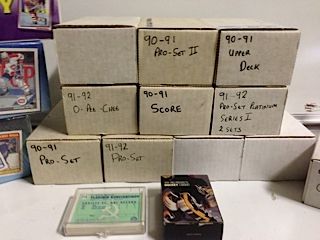 90-91
PRO-SET II
90-91
UPPER
DECK
91-92
O-PEE-CHEE
90-91
SCORE
91-92
PRO-SET PLATINUM
SERIES I
2 SETS
90-91
PRO-SET
91-92
PRO-SET